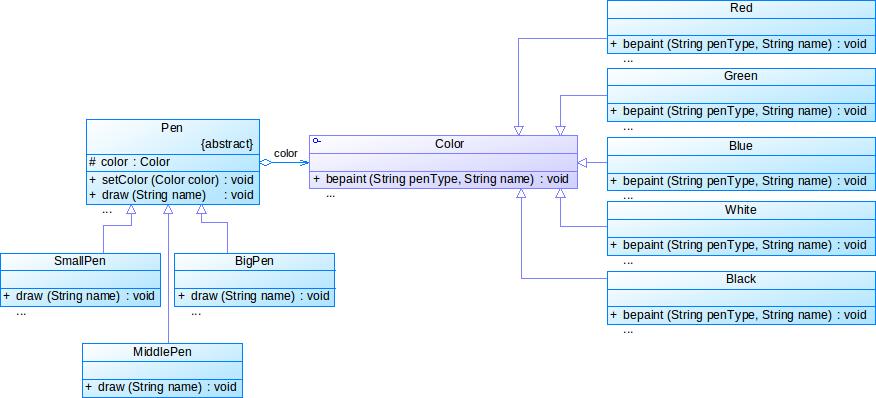 Pen
{abstract}
# color : Color
+ setColor (Color color) : void
+ draw (String name) : void
...
color
Color
+ bepaint (String penType, String name) : void
...
SmallPen
+ draw (String name) : void
...
BigPen
+ draw (String name) : void
...
MiddlePen
+ draw (String name) : void
Red
+ bepaint (String penType, String name) : void
...
Green
+ bepaint (String penType, String name) : void
...
Blue
+ bepaint (String penType, String name) : void
...
White
+ bepaint (String penType, String name) : void
...
Black
+ bepaint (String penType, String name) : void
...